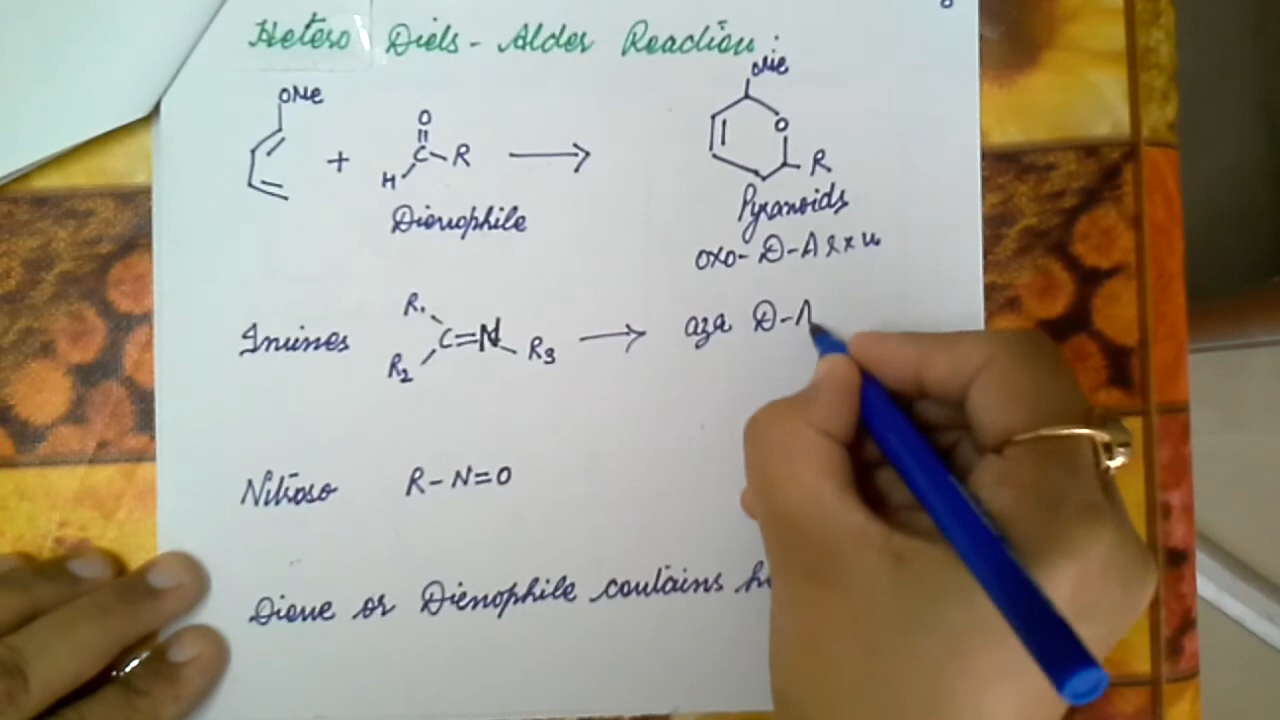 Hetero Diels-Alder Reaction:
OMe + O C H R → OMe O R
Dienophile Pyranoids
oxo-D-A rxn
Imines R1 R2 C=N R3 → aza D-A
Nitroso R-N=O
Diene or Dienophile contains